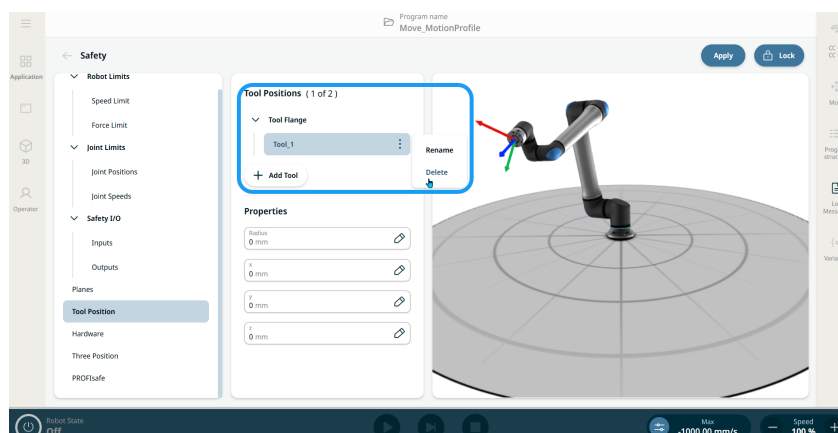 Program name
Move_MotionProfile
Safety
Apply
Lock
Application
3D
Operator
Robot Limits
Speed Limit
Force Limit
Joint Limits
Joint Positions
Joint Speeds
Safety I/O
Inputs
Outputs
Planes
Tool Position
Hardware
Three Position
PROFIsafe
Tool Positions ( 1 of 2 )
Tool Flange
Tool_1
Rename
Delete
+ Add Tool
Properties
Radius
0 mm
x
0 mm
y
0 mm
z
0 mm
Robot State
Off
Max
-1000.00 mm/s
Speed
100 %